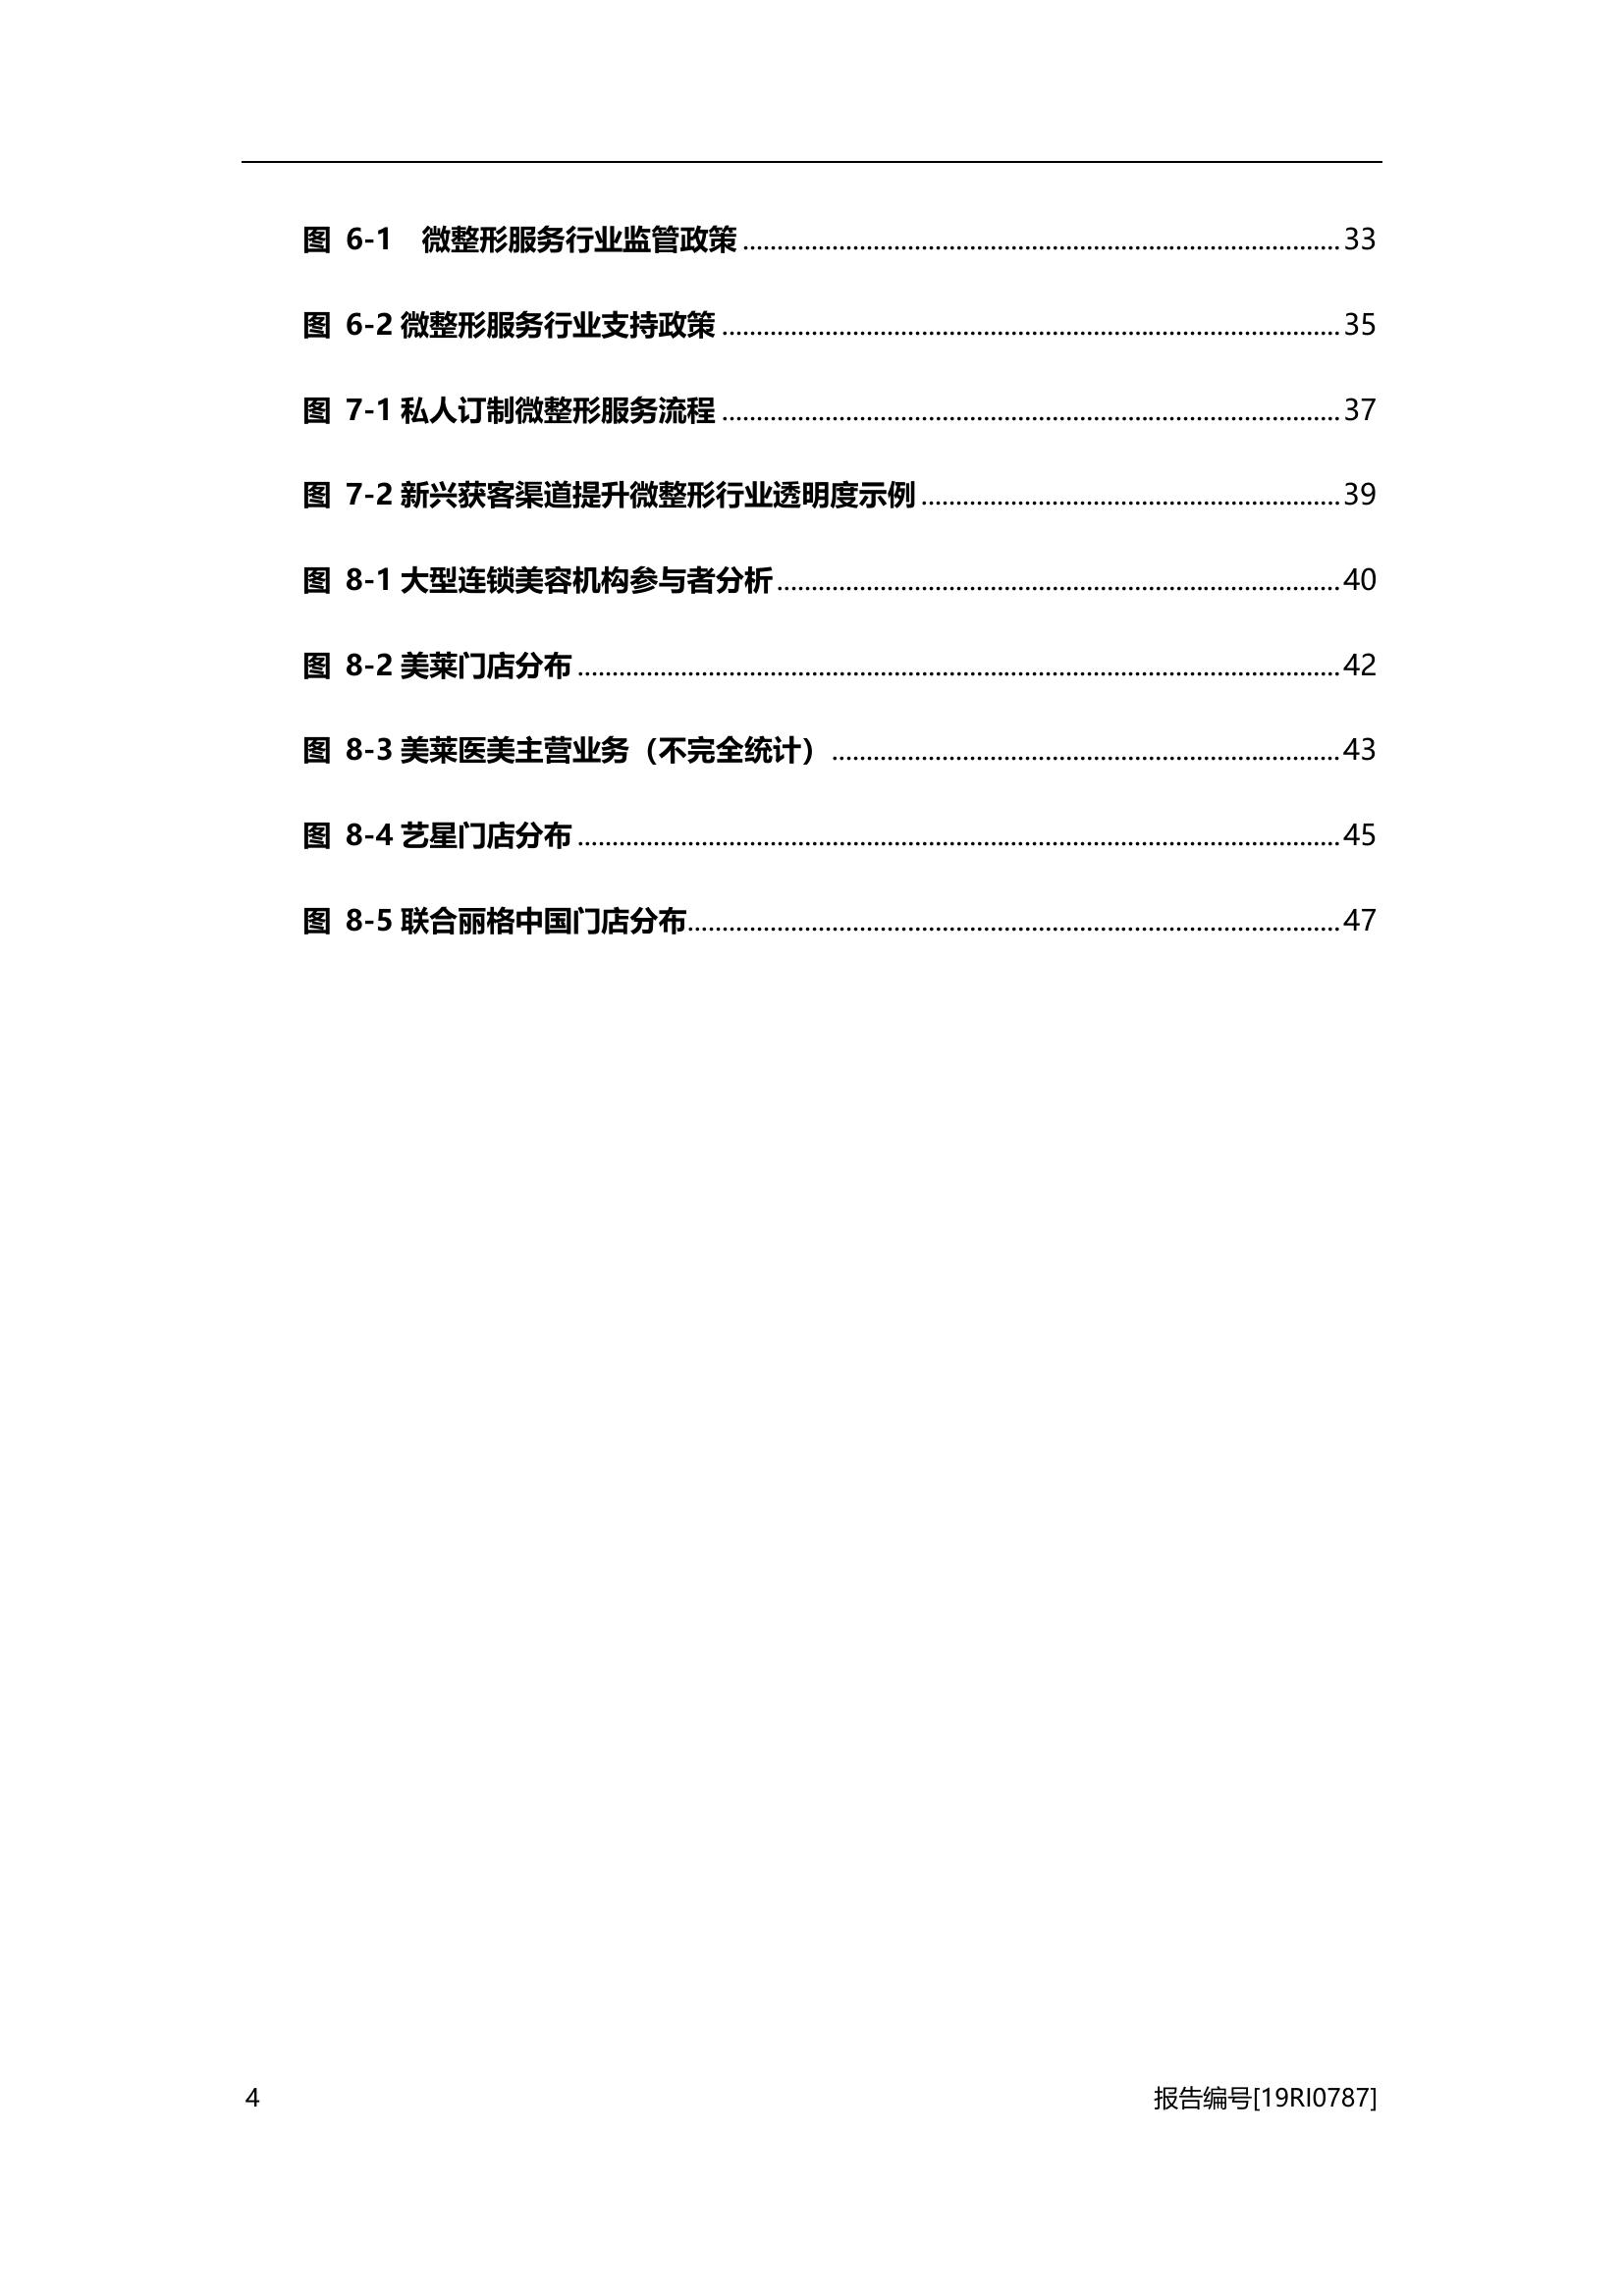 图 6-1　微整形服务行业监管政策........................................33
图 6-2 微整形服务行业支持政策........................................35
图 7-1 私人订制微整形服务流程........................................37
图 7-2 新兴获客渠道提升微整形行业透明度示例........................................39
图 8-1 大型连锁美容机构参与者分析........................................40
图 8-2 美莱门店分布........................................42
图 8-3 美莱医美主营业务（不完全统计）........................................43
图 8-4 艺星门店分布........................................45
图 8-5 联合丽格中国门店分布........................................47
4 报告编号[19RI0787]